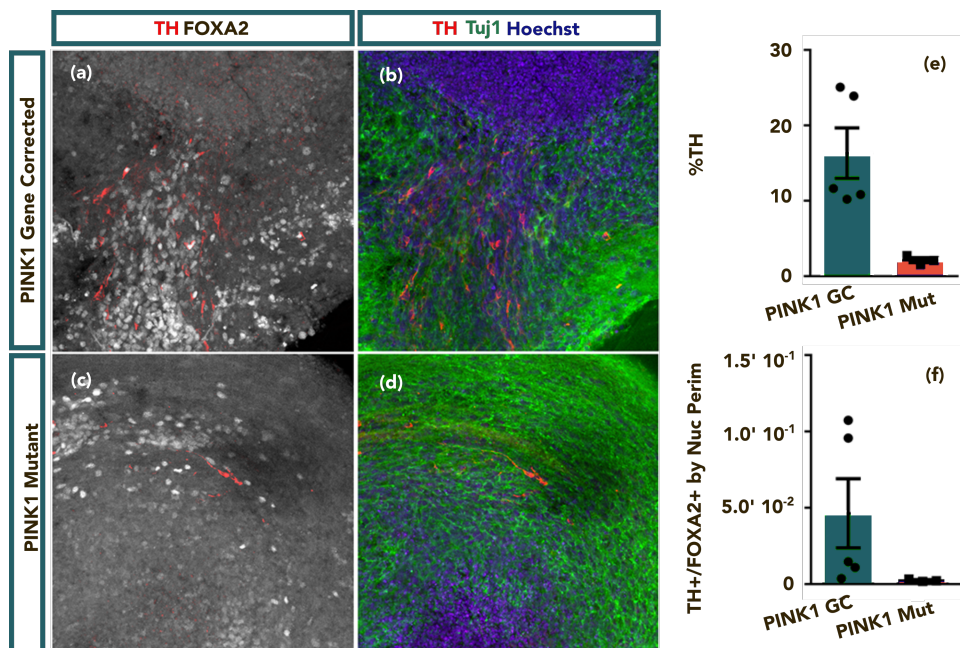 TH FOXA2
TH Tuj1 Hoechst
PINK1 Gene Corrected
(a)
(b)
PINK1 Mutant
(c)
(d)
(e)
%TH
30
20
10
0
PINK1 GC
PINK1 Mut
(f)
TH+/FOXA2+ by Nuc Perim
1.5' 10-1
1.0' 10-1
5.0' 10-2
0
PINK1 GC
PINK1 Mut